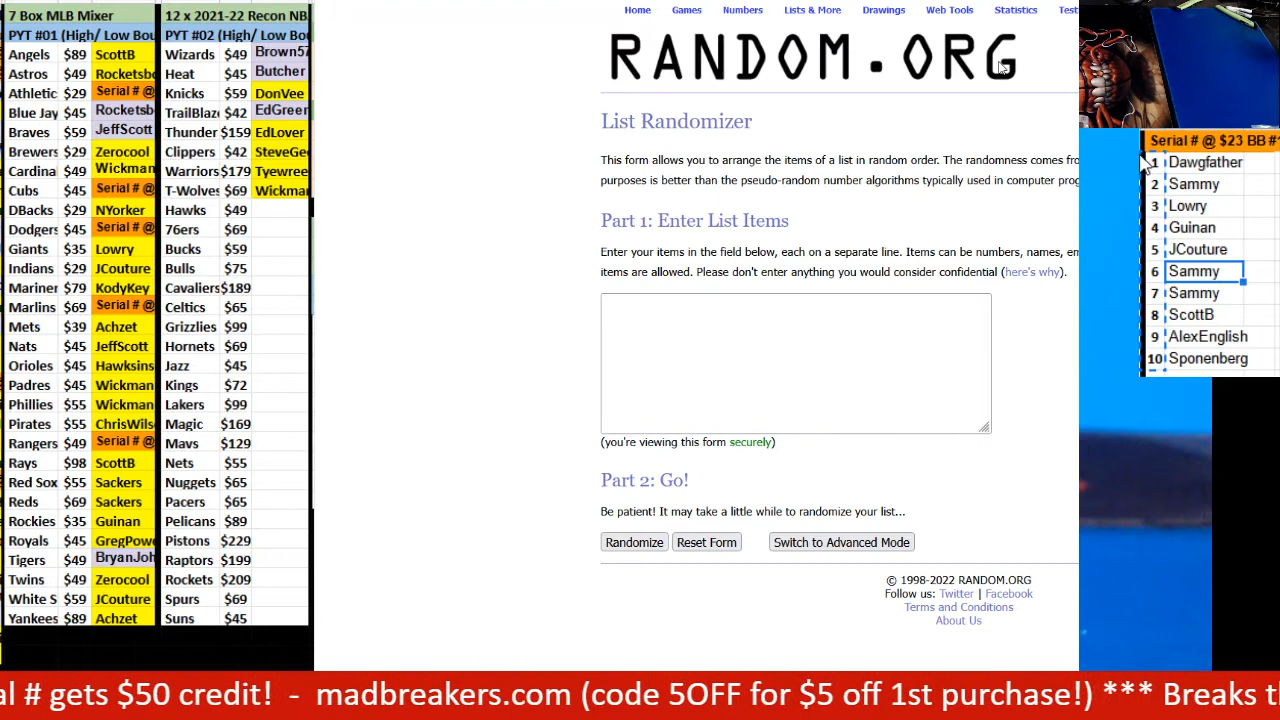 7 Box MLB Mixer
PYT #01 (High/ Low Bou
Angels $89 ScottB
Astros $49 Rocketsbo
Athletic $29 Serial # @
Blue Jay $45 Rocketsb
Braves $59 JeffScott
Brewers $29 Zerocool
Cardina $49 Wickman
Cubs $45 Serial # @
DBacks $29 NYorker
Dodgers $45 Serial # @
Giants $35 Lowry
Indians $29 JCouture
Mariner $79 KodyKey
Marlins $69 Serial # @
Mets $39 Achzet
Nats $45 JeffScott
Orioles $45 Hawksins
Padres $45 Wickman
Phillies $55 Wickman
Pirates $55 ChrisWils
Rangers $49 Serial # @
Rays $98 ScottB
Red Sox $55 Sackers
Reds $69 Sackers
Rockies $35 Guinan
Royals $45 GregPow
Tigers $49 BryanJoh
Twins $49 Zerocool
White S $59 JCouture
Yankees $89 Achzet
12 x 2021-22 Recon NB
PYT #02 (High/ Low Bou
Wizards $49 Brown57
Heat $45 Butcher
Knicks $59 DonVee
TrailBlaz $42 EdGreen
Thunder $159 EdLover
Clippers $42 SteveGe
Warriors $179 Tyewree
T-Wolves $69 Wickman
Hawks $49
76ers $69
Bucks $59
Bulls $75
Cavaliers $189
Celtics $65
Grizzlies $99
Hornets $69
Jazz $45
Kings $72
Lakers $99
Magic $169
Mavs $129
Nets $55
Nuggets $65
Pacers $65
Pelicans $89
Pistons $229
Raptors $199
Rockets $209
Spurs $69
Suns $45
Home Games Numbers Lists & More Drawings Web Tools Statistics Test
RANDOM.ORG
List Randomizer
This form allows you to arrange the items of a list in random order. The randomness comes fro
purposes is better than the pseudo-random number algorithms typically used in computer prog
Part 1: Enter List Items
Enter your items in the field below, each on a separate line. Items can be numbers, names, em
items are allowed. Please don't enter anything you would consider confidential (here's why).
(you're viewing this form securely)
Part 2: Go!
Be patient! It may take a little while to randomize your list...
Randomize Reset Form Switch to Advanced Mode
© 1998-2022 RANDOM.ORG
Follow us: Twitter | Facebook
Terms and Conditions
About Us
Serial # @ $23 BB #
1 Dawgfather
2 Sammy
3 Lowry
4 Guinan
5 JCouture
6 Sammy
7 Sammy
8 ScottB
9 AlexEnglish
10 Sponenberg
al # gets $50 credit! - madbreakers.com (code 5OFF for $5 off 1st purchase!) *** Breaks th